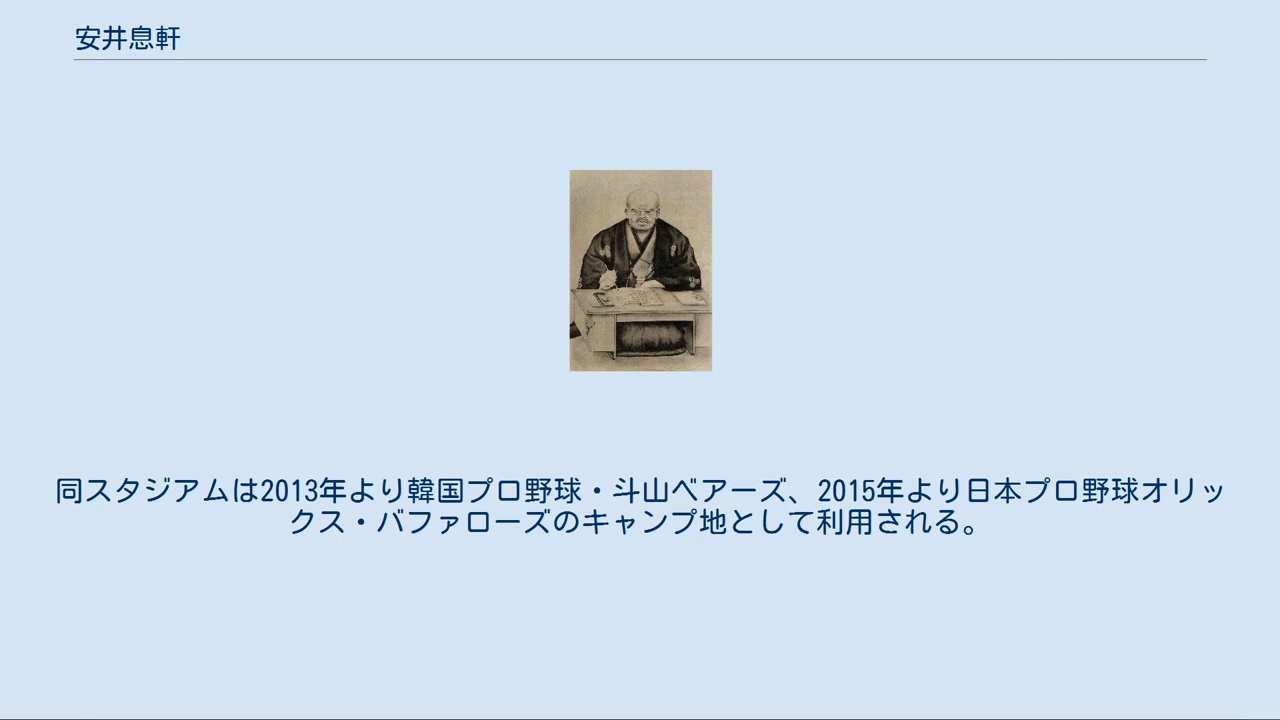 安井息軒
同スタジアムは2013年より韓国プロ野球・斗山ベアーズ、2015年より日本プロ野球オリッ
クス・バファローズのキャンプ地として利用される。